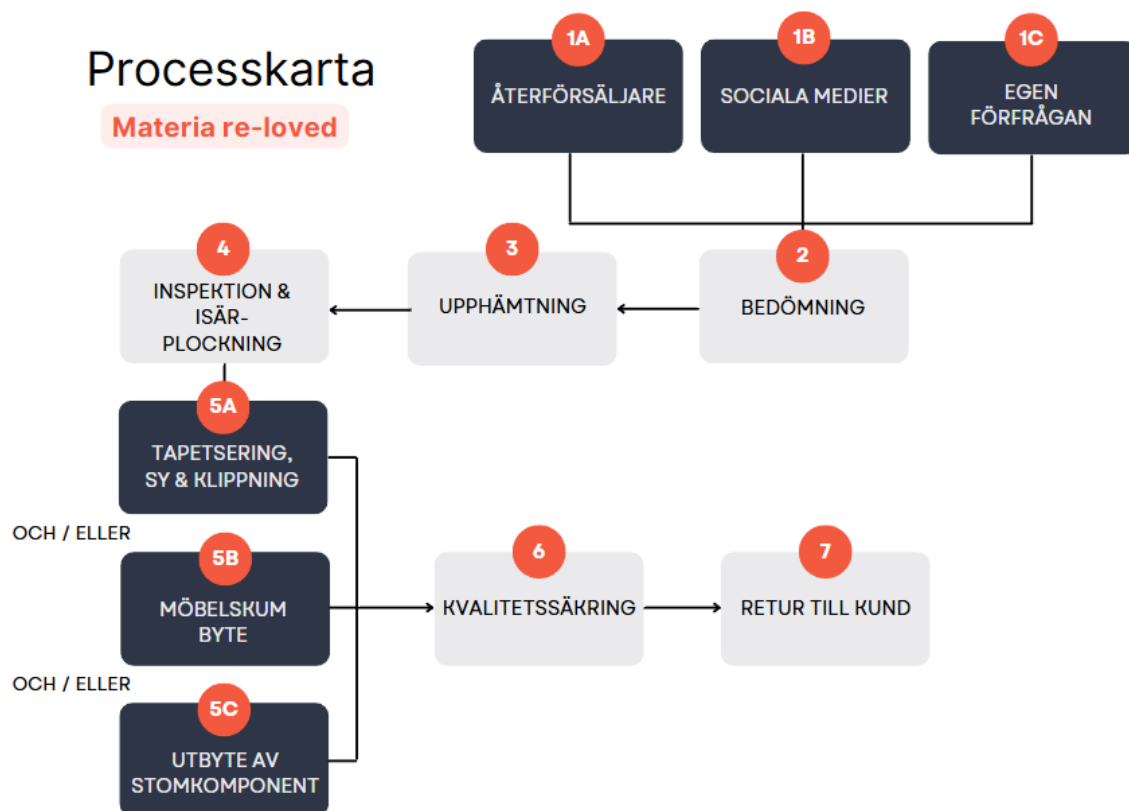 Processkarta
Materia re-loved
1A
ÅTERFÖRSÄLJARE
1B
SOCIALA MEDIER
1C
EGEN
FÖRFRÅGAN
2
BEDÖMNING
3
UPPHÄMTNING
4
INSPEKTION &
ISÄR-
PLOCKNING
5A
TAPETSERING,
SY & KLIPPNING
OCH / ELLER
5B
MÖBELSKUM
BYTE
OCH / ELLER
5C
UTBYTE AV
STOMKOMPONENT
6
KVALITETSSÄKRING
7
RETUR TILL KUND